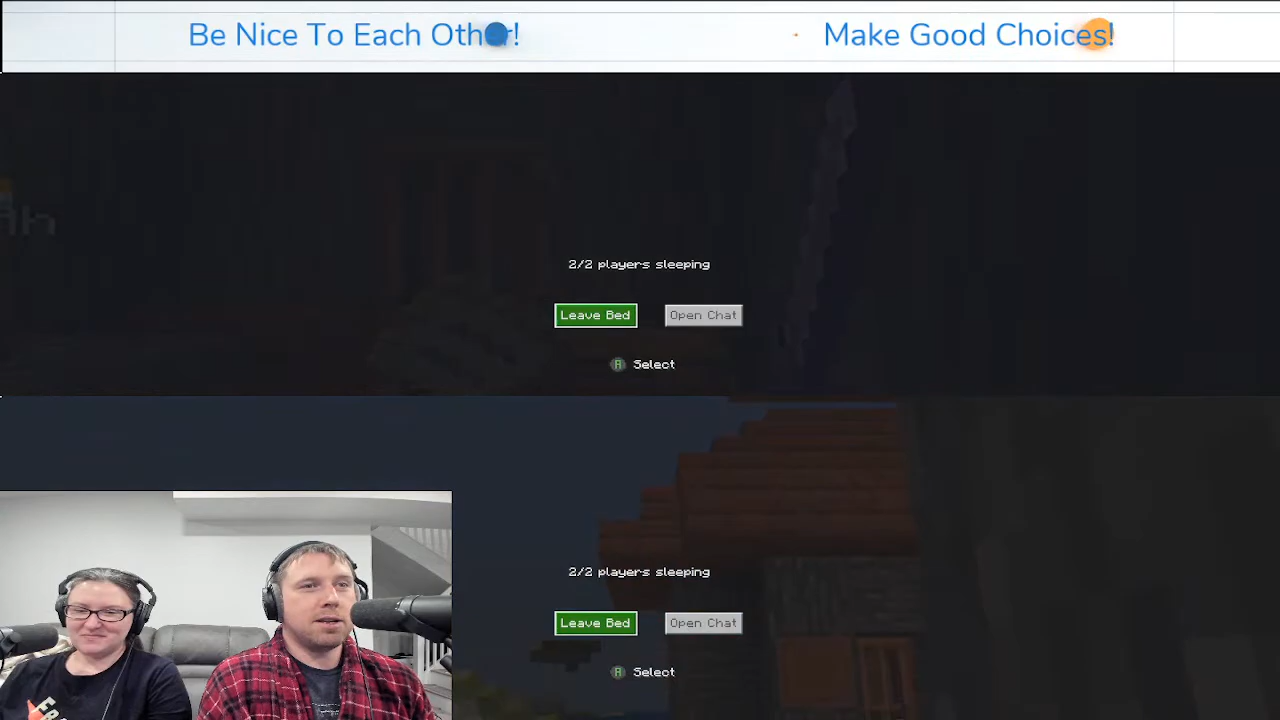 Be Nice To Each Other! Make Good Choices!
2/2 players sleeping
Leave Bed Open Chat
A Select
2/2 players sleeping
Leave Bed Open Chat
A Select